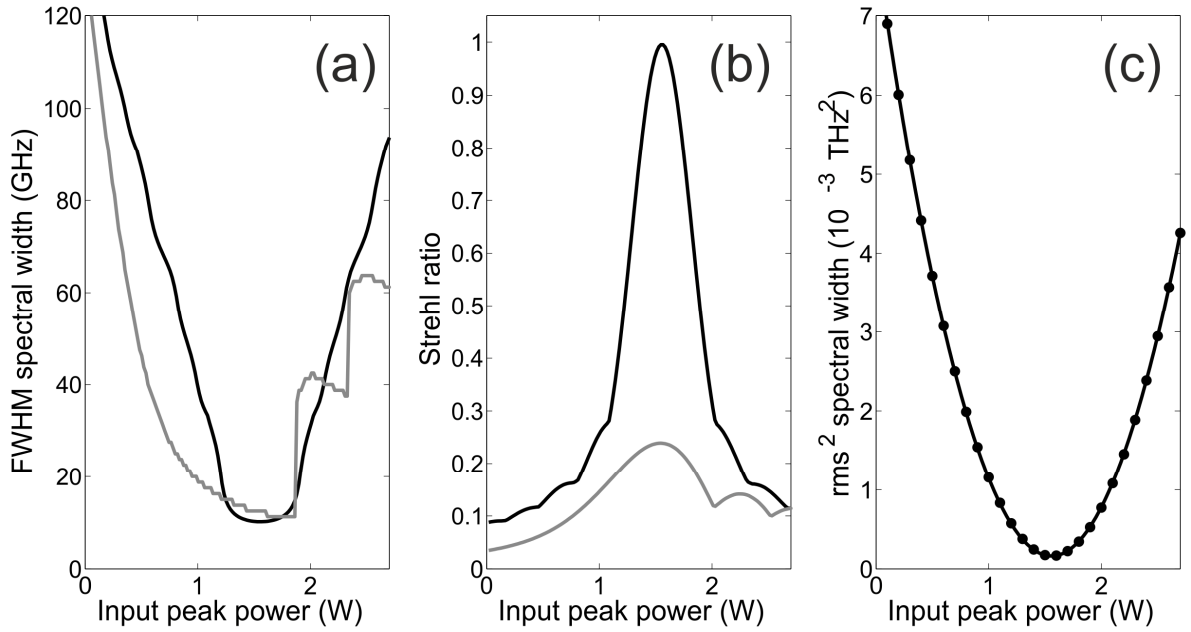 (a)
FWHM spectral width (GHz)
120
100
80
60
40
20
0
0 1 2
Input peak power (W)
(b)
Strehl ratio
1
0.9
0.8
0.7
0.6
0.5
0.4
0.3
0.2
0.1
0
0 1 2
Input peak power (W)
(c)
rms² spectral width (10⁻³ THz²)
7
6
5
4
3
2
1
0
0 1 2
Input peak power (W)